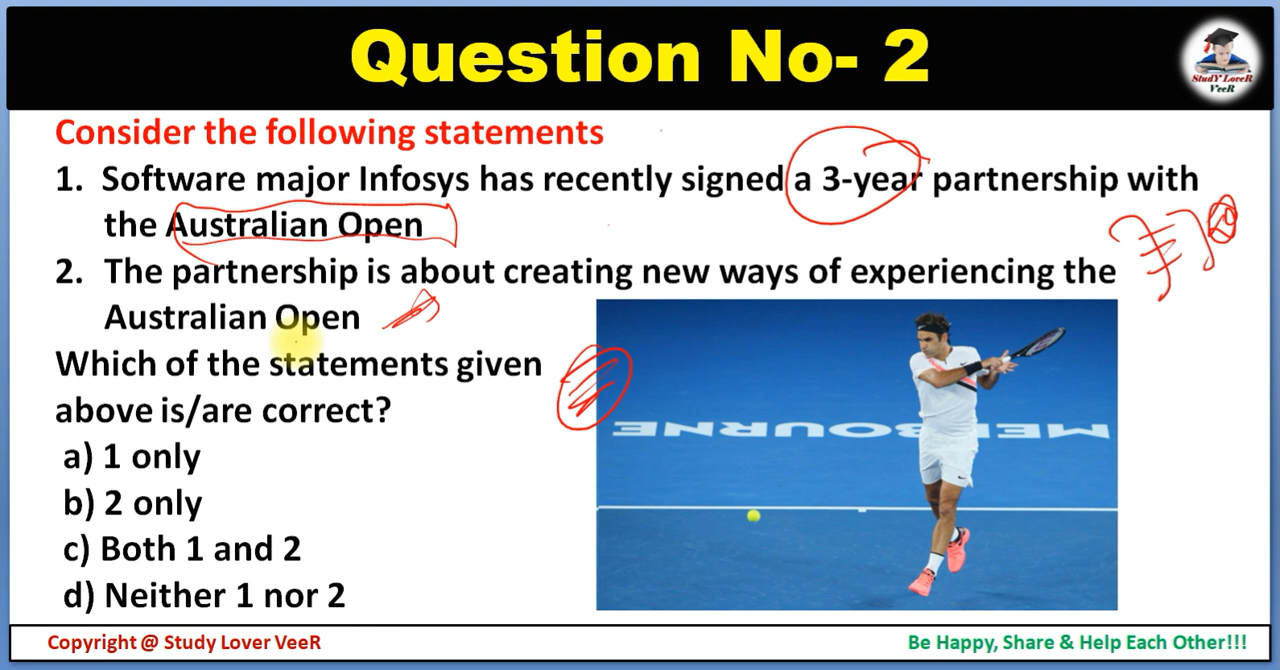 Question No- 2
StudY LoveR
VeeR
Consider the following statements
1. Software major Infosys has recently signed a 3-year partnership with
the Australian Open
2. The partnership is about creating new ways of experiencing the
Australian Open
Which of the statements given
above is/are correct?
a) 1 only
b) 2 only
c) Both 1 and 2
d) Neither 1 nor 2
MELBOURNE
Copyright @ Study Lover VeeR
Be Happy, Share & Help Each Other!!!